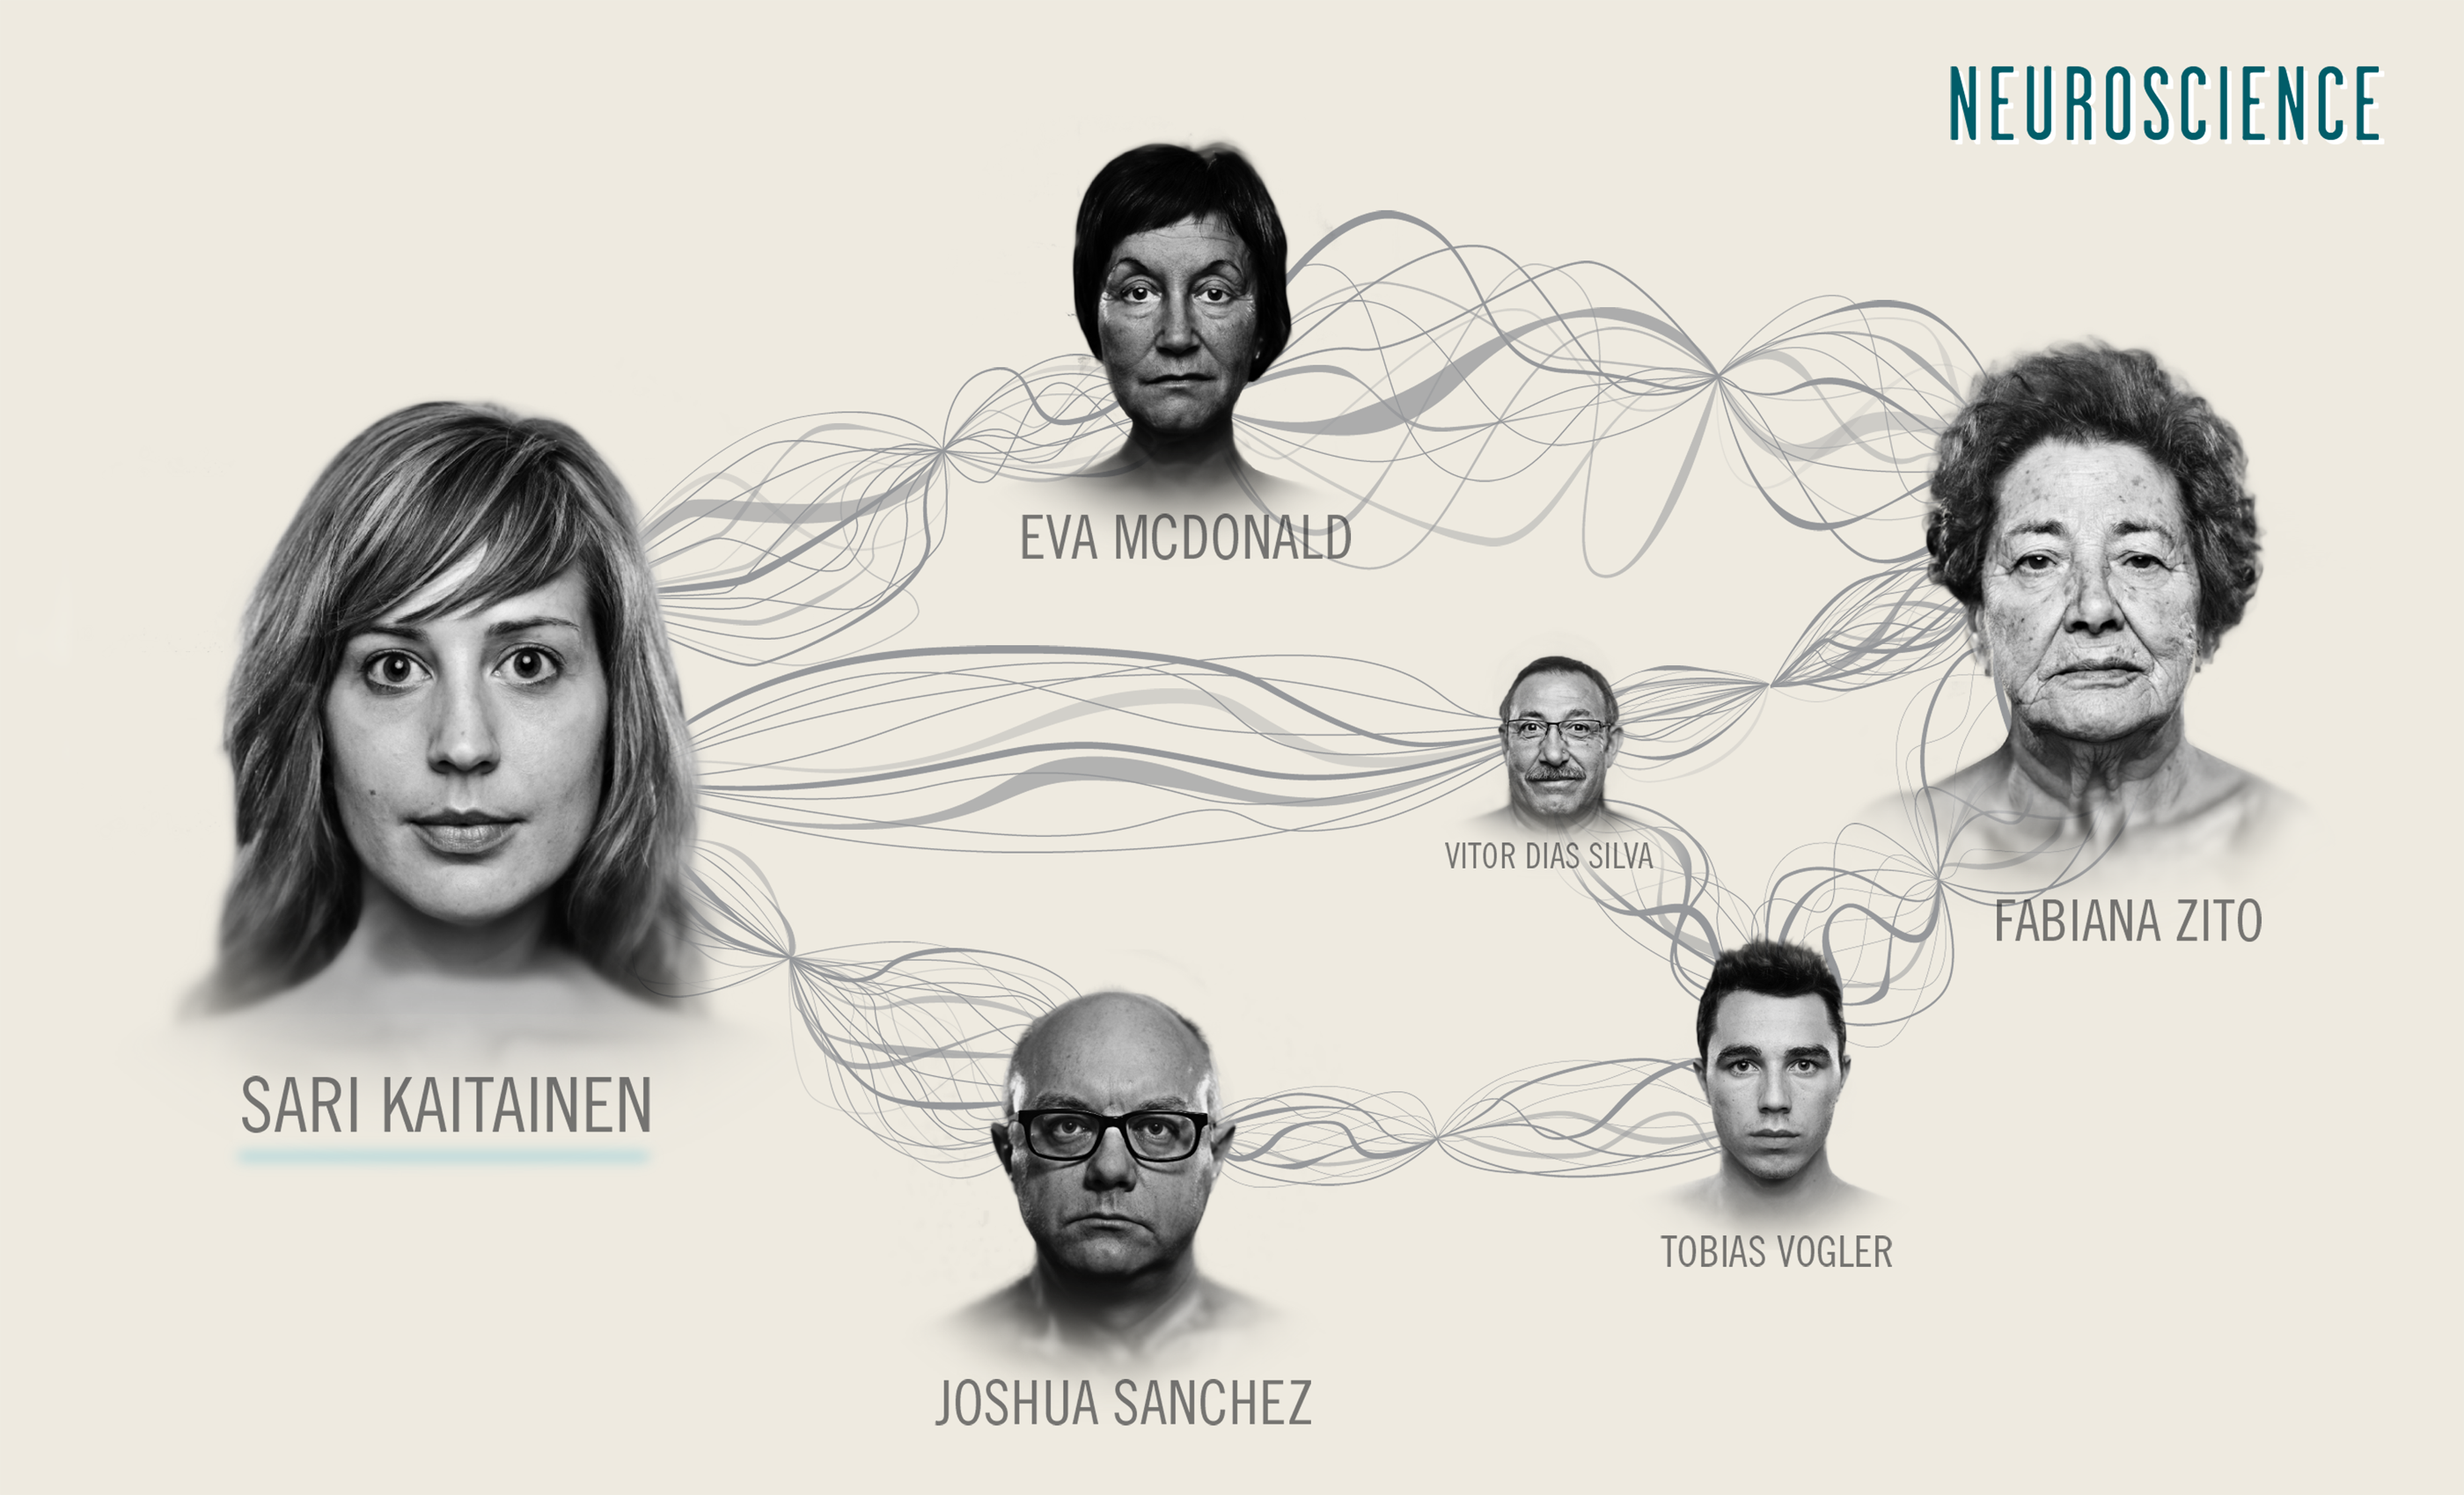 NEUROSCIENCE
EVA MCDONALD
VITOR DIAS SILVA
FABIANA ZITO
SARI KAITAINEN
TOBIAS VOGLER
JOSHUA SANCHEZ